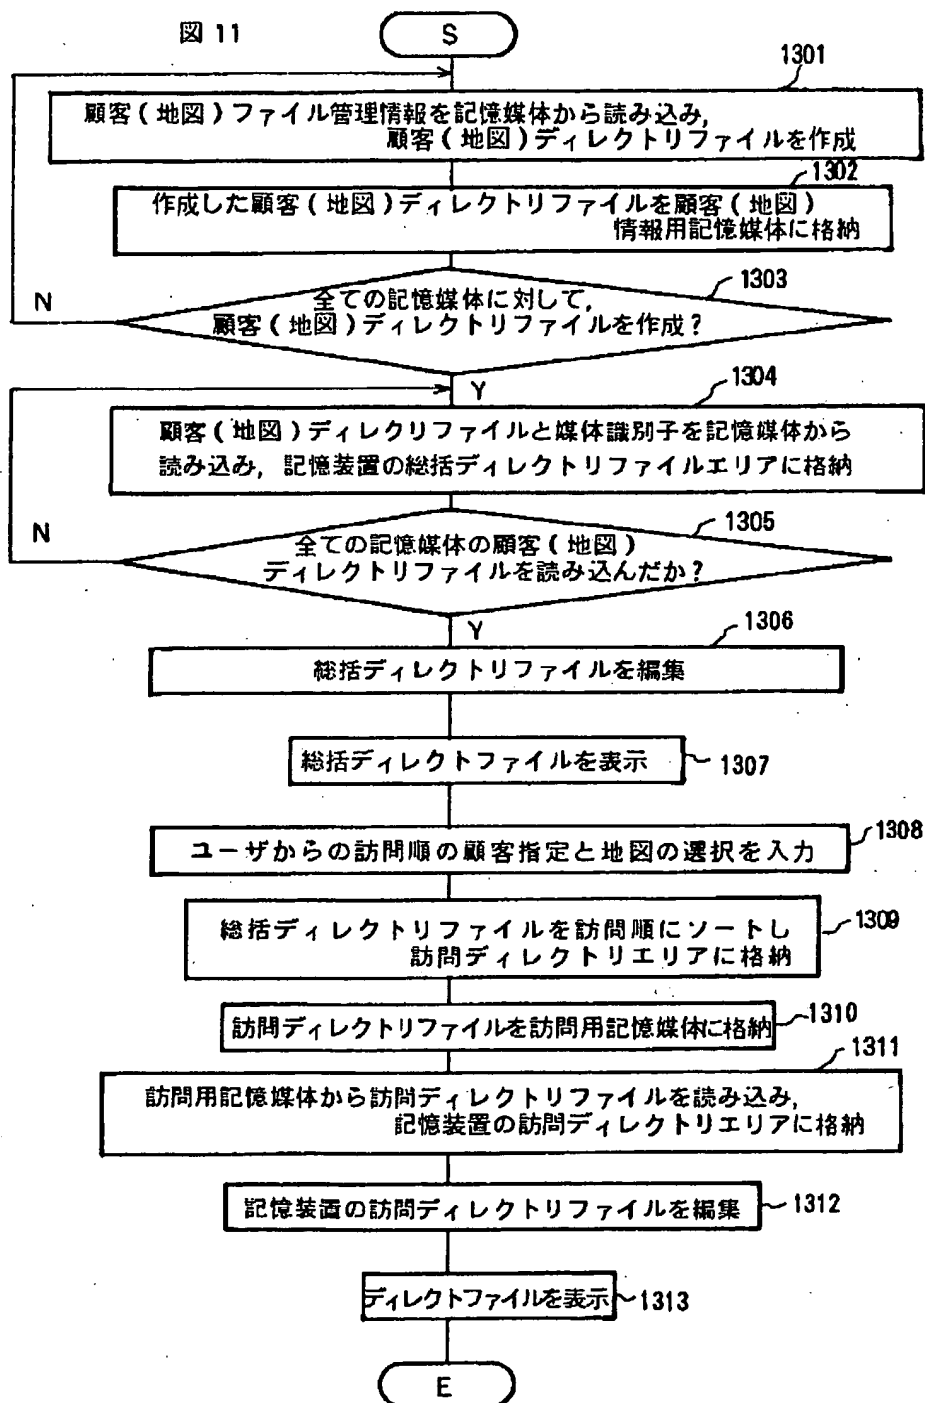 図 11
S
1301
顧客(地図)ファイル管理情報を記憶媒体から読み込み,
顧客(地図)ディレクトリファイルを作成
1302
作成した顧客(地図)ディレクトリファイルを顧客(地図)
情報用記憶媒体に格納
1303
全ての記憶媒体に対して,
顧客(地図)ディレクトリファイルを作成?
N
Y
1304
顧客(地図)ディレクリファイルと媒体識別子を記憶媒体から
読み込み, 記憶装置の総括ディレクトリファイルエリアに格納
1305
全ての記憶媒体の顧客(地図)
ディレクトリファイルを読み込んだか?
N
Y
1306
総括ディレクトリファイルを編集
総括ディレクトファイルを表示
1307
1308
ユーザからの訪問順の顧客指定と地図の選択を入力
総括ディレクトリファイルを訪問順にソートし
訪問ディレクトリエリアに格納
1309
訪問ディレクトリファイルを訪問用記憶媒体に格納
1310
1311
訪問用記憶媒体から訪問ディレクトリファイルを読み込み,
記憶装置の訪問ディレクトリエリアに格納
記憶装置の訪問ディレクトリファイルを編集
1312
ディレクトファイルを表示
1313
E